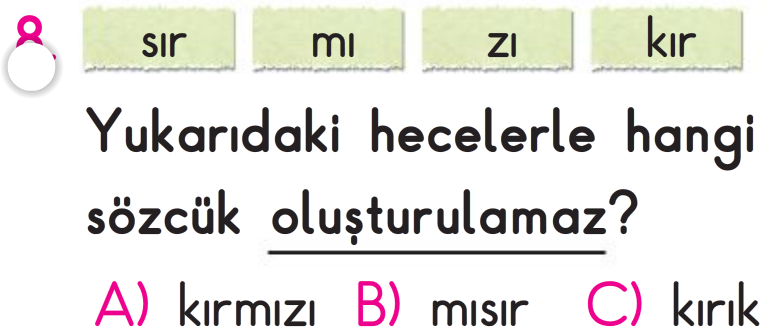 8.
sır mı zı kır
Yukarıdaki hecelerle hangi
sözcük oluşturulamaz?
A) kırmızı B) mısır C) kırık